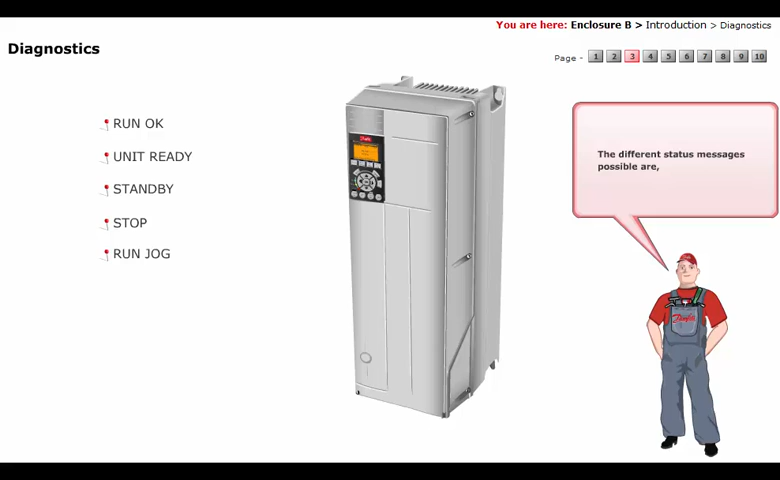 You are here: Enclosure B > Introduction > Diagnostics
Diagnostics
Page - 1 2 3 4 5 6 7 8 9 10
RUN OK
UNIT READY
STANDBY
STOP
RUN JOG
The different status messages
possible are,
Danfoss